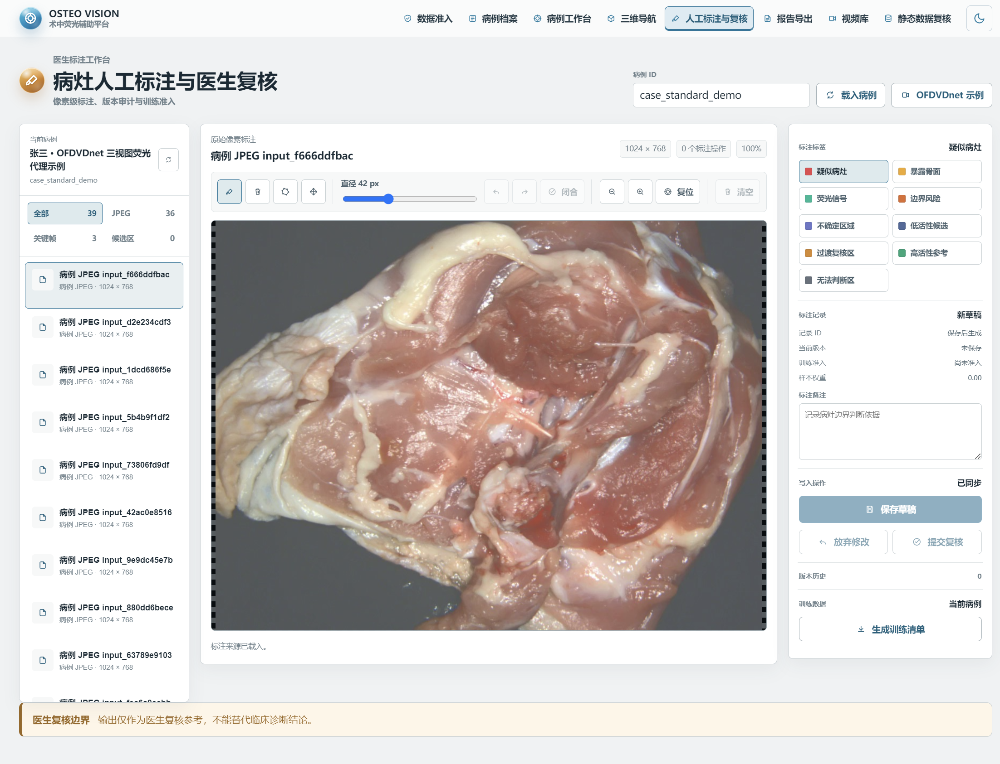 OSTEO VISION
术中荧光辅助平台
数据准入
病例档案
病例工作台
三维导航
人工标注与复核
报告导出
视频库
静态数据复核
医生标注工作台
病灶人工标注与医生复核
像素级标注、版本审计与训练准入
病例 ID
case_standard_demo
载入病例
OFDVDnet 示例
当前病例
张三 • OFDVDnet 三视图荧光
代理示例
case_standard_demo
全部 39
JPEG 36
关键帧 3
候选区 0
病例 JPEG input_f666ddfbac
病例 JPEG · 1024 × 768
病例 JPEG input_d2e234cdf3
病例 JPEG · 1024 × 768
病例 JPEG input_1dcd686f5e
病例 JPEG · 1024 × 768
病例 JPEG input_5b4b9f1df2
病例 JPEG · 1024 × 768
病例 JPEG input_73806fd9df
病例 JPEG · 1024 × 768
病例 JPEG input_42ac0e8516
病例 JPEG · 1024 × 768
病例 JPEG input_9e9dc45e7b
病例 JPEG · 1024 × 768
病例 JPEG input_880dd6bece
病例 JPEG · 1024 × 768
病例 JPEG input_63789e9103
病例 JPEG · 1024 × 768
病例 JPEG
原始像素标注
病例 JPEG input_f666ddfbac
1024 × 768
0 个标注操作
100%
直径 42 px
闭合
复位
清空
标注来源已载入。
标注标签 疑似病灶
疑似病灶
暴露骨面
荧光信号
边界风险
不确定区域
低活性候选
过渡复核区
高活性参考
无法判断区
标注记录 新草稿
记录 ID 保存后生成
当前版本 未保存
训练准入 尚未准入
样本权重 0.00
标注备注
记录病灶边界判断依据
写入操作 已同步
保存草稿
放弃修改
提交复核
版本历史 0
训练数据 当前病例
生成训练清单
医生复核边界 输出仅作为医生复核参考，不能替代临床诊断结论。